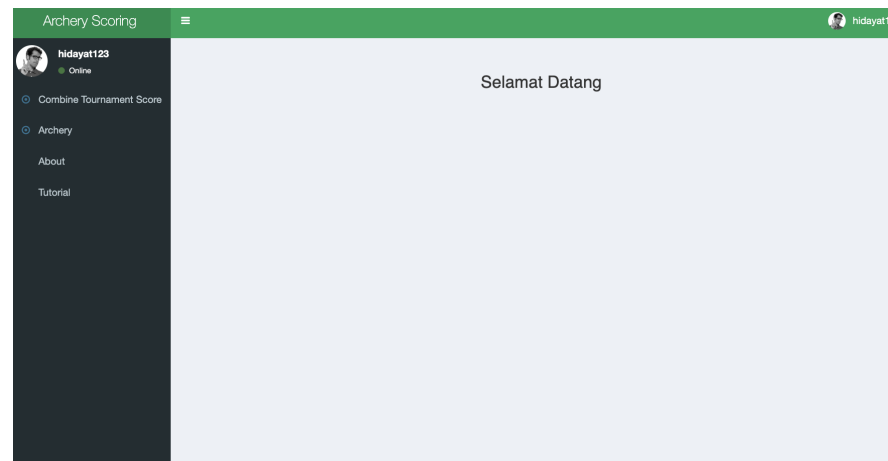 Archery Scoring
hidayat1
hidayat123
Online
Selamat Datang
Combine Tournament Score
Archery
About
Tutorial